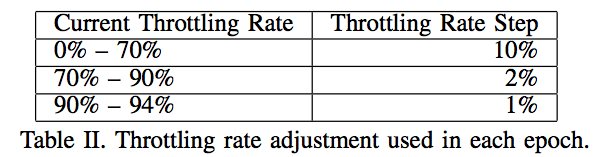 Current Throttling Rate Throttling Rate Step
0% – 70% 10%
70% – 90% 2%
90% – 94% 1%
Table II. Throttling rate adjustment used in each epoch.